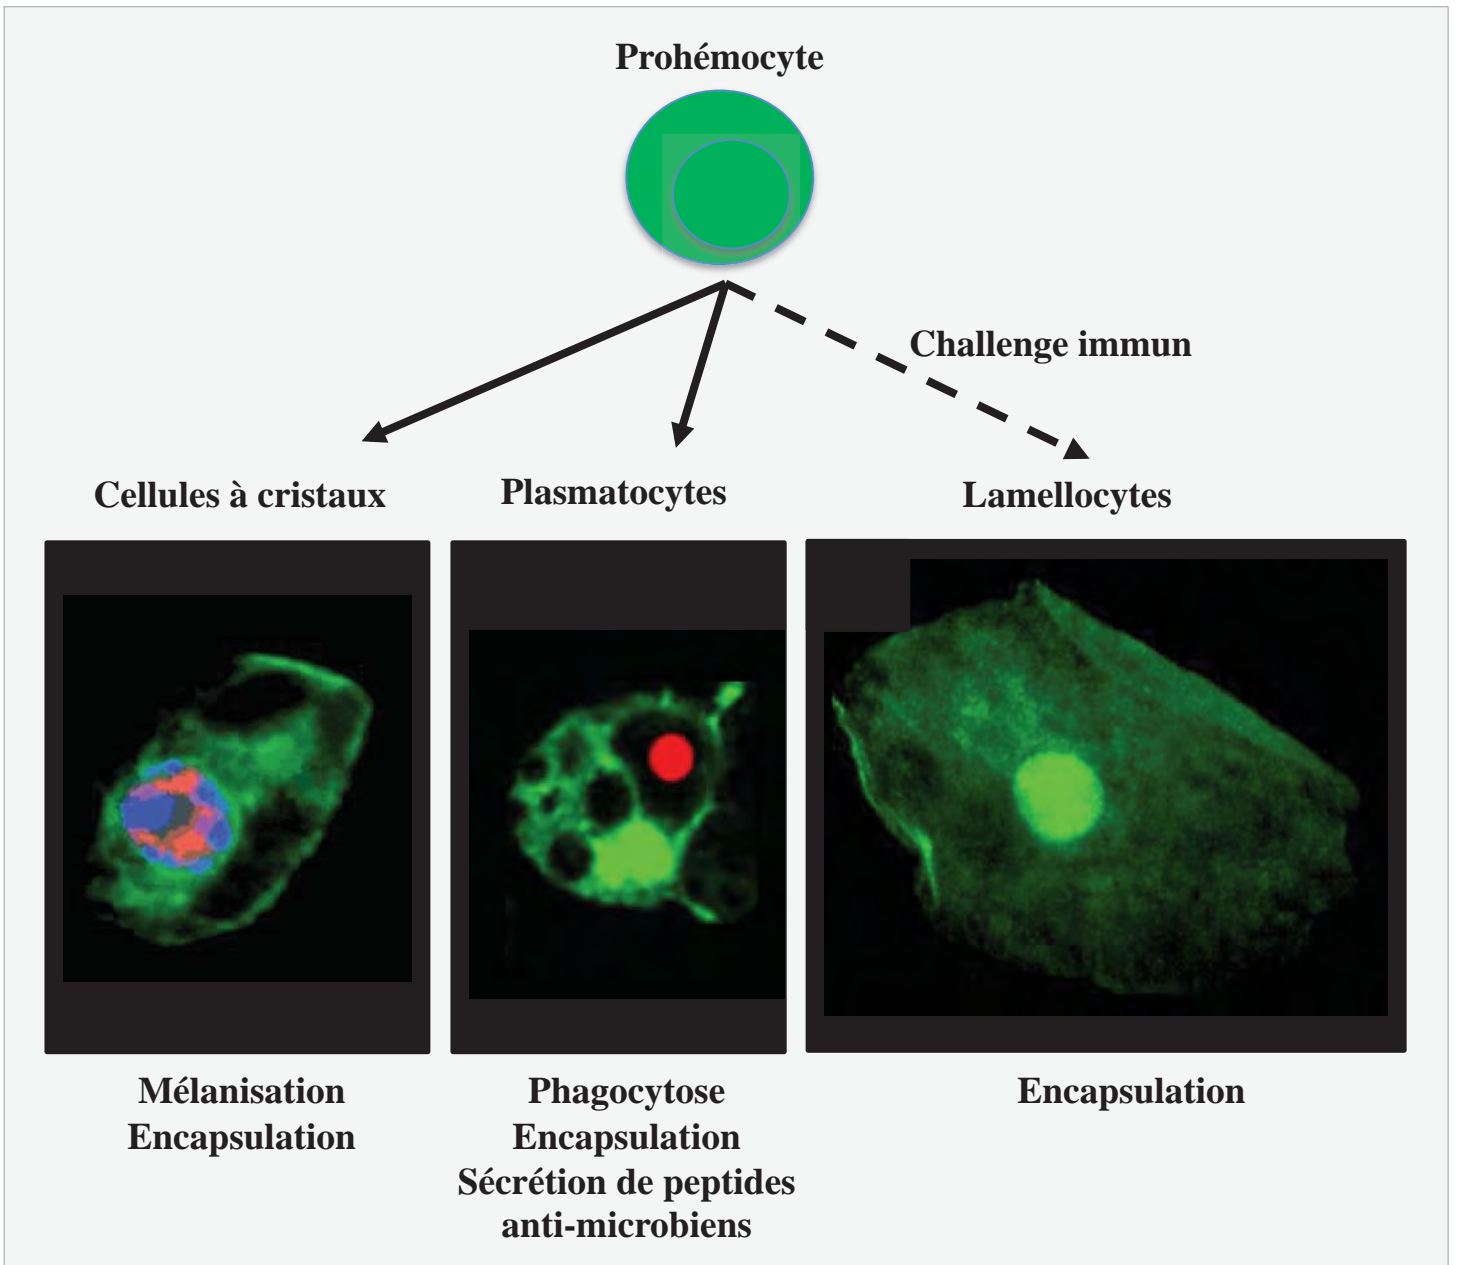 Prohémocyte
Challenge immun
Cellules à cristaux
Plasmatocytes
Lamellocytes
Mélanisation
Encapsulation
Phagocytose
Encapsulation
Sécrétion de peptides
anti-microbiens
Encapsulation